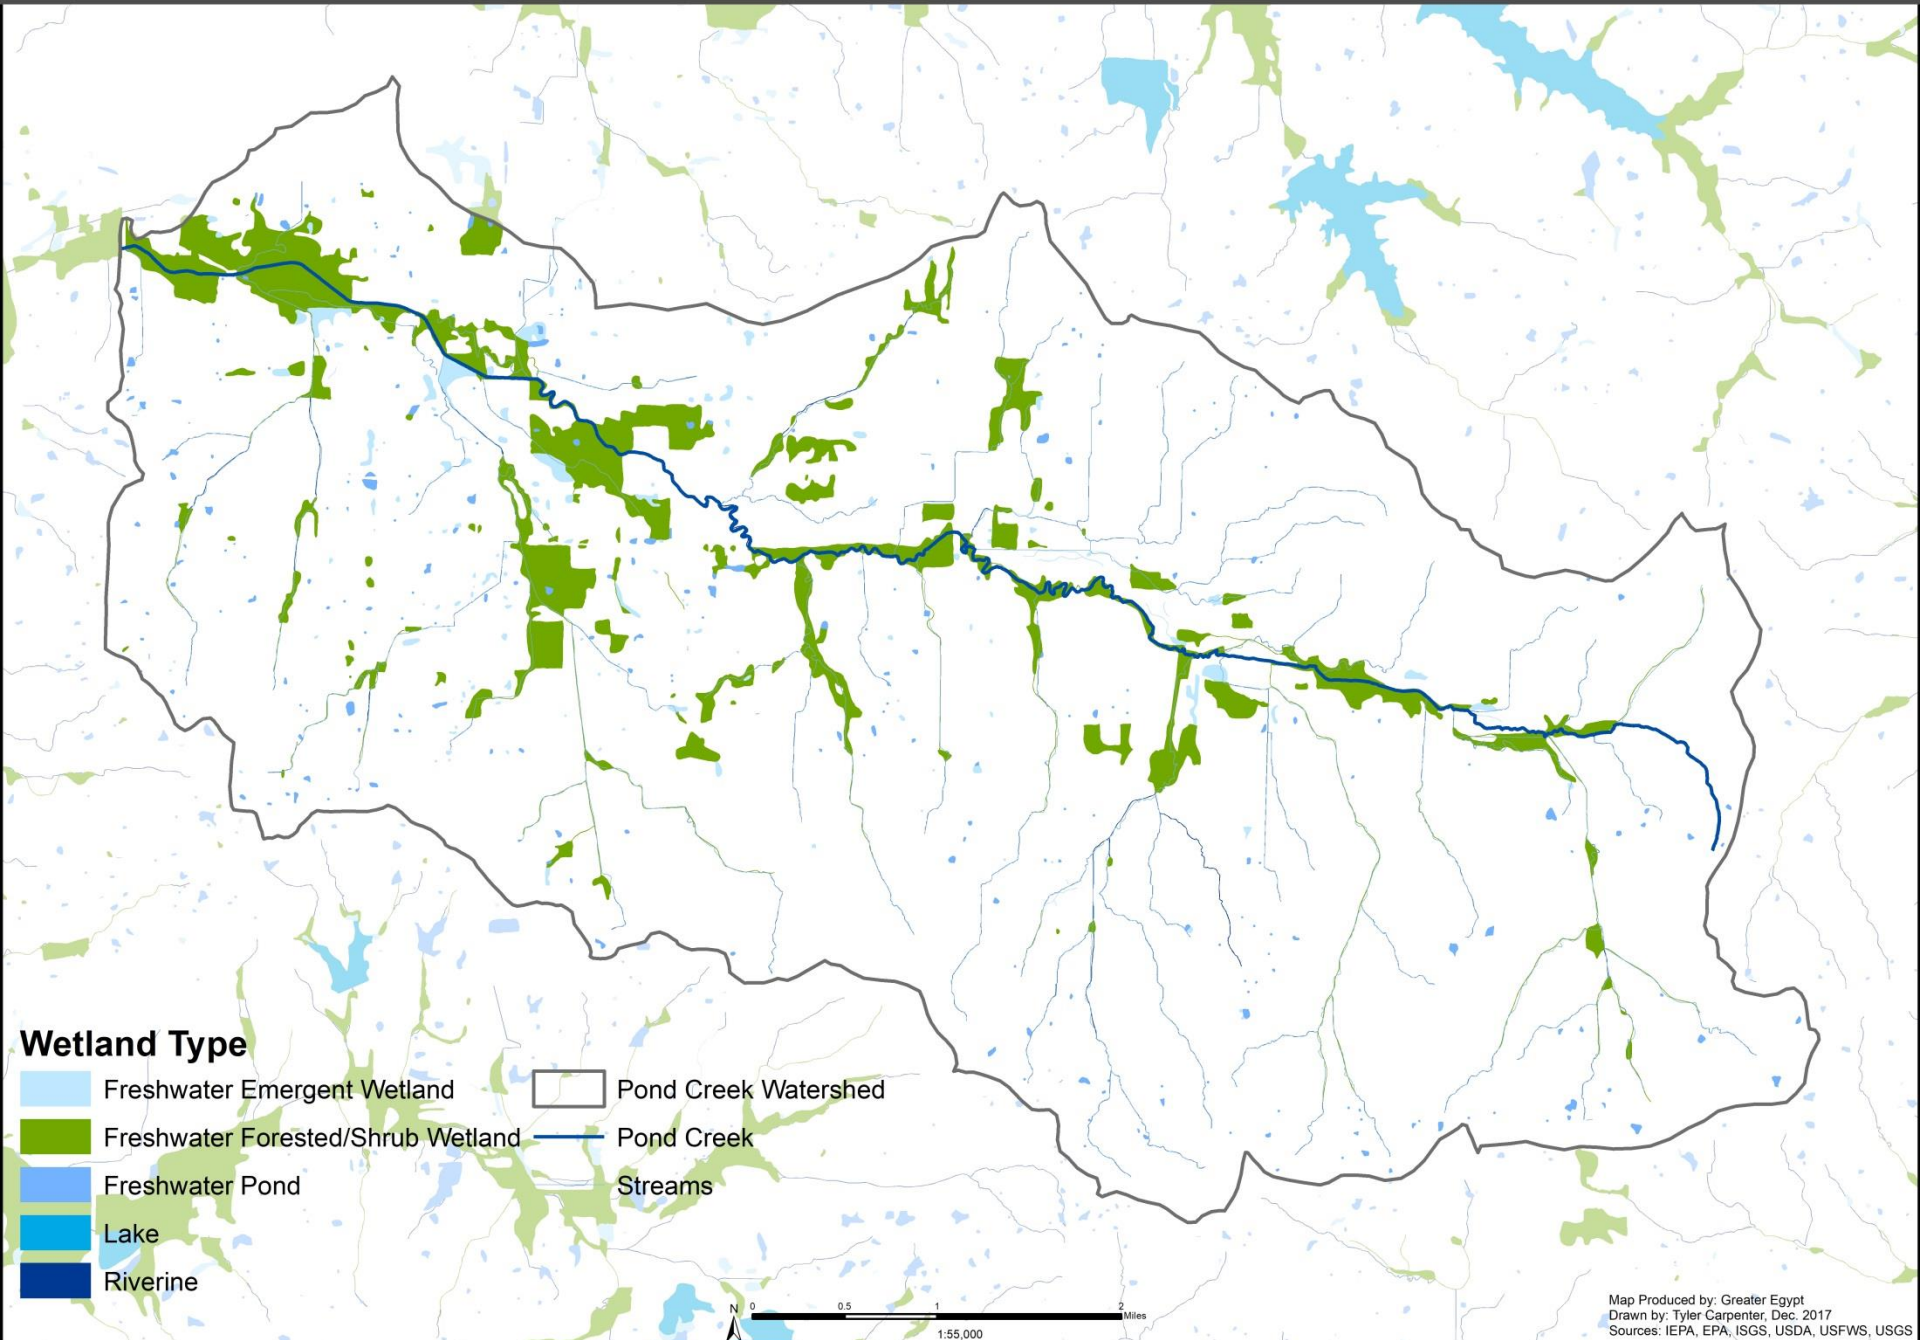 Wetland Type
Freshwater Emergent Wetland
Freshwater Forested/Shrub Wetland
Freshwater Pond
Lake
Riverine
Pond Creek Watershed
Pond Creek
Streams
N
0 0.5 1 2
Miles
1:55,000
Map Produced by: Greater Egypt
Drawn by: Tyler Carpenter, Dec. 2017
Sources: IEPA, EPA, ISGS, USDA, USFWS, USGS